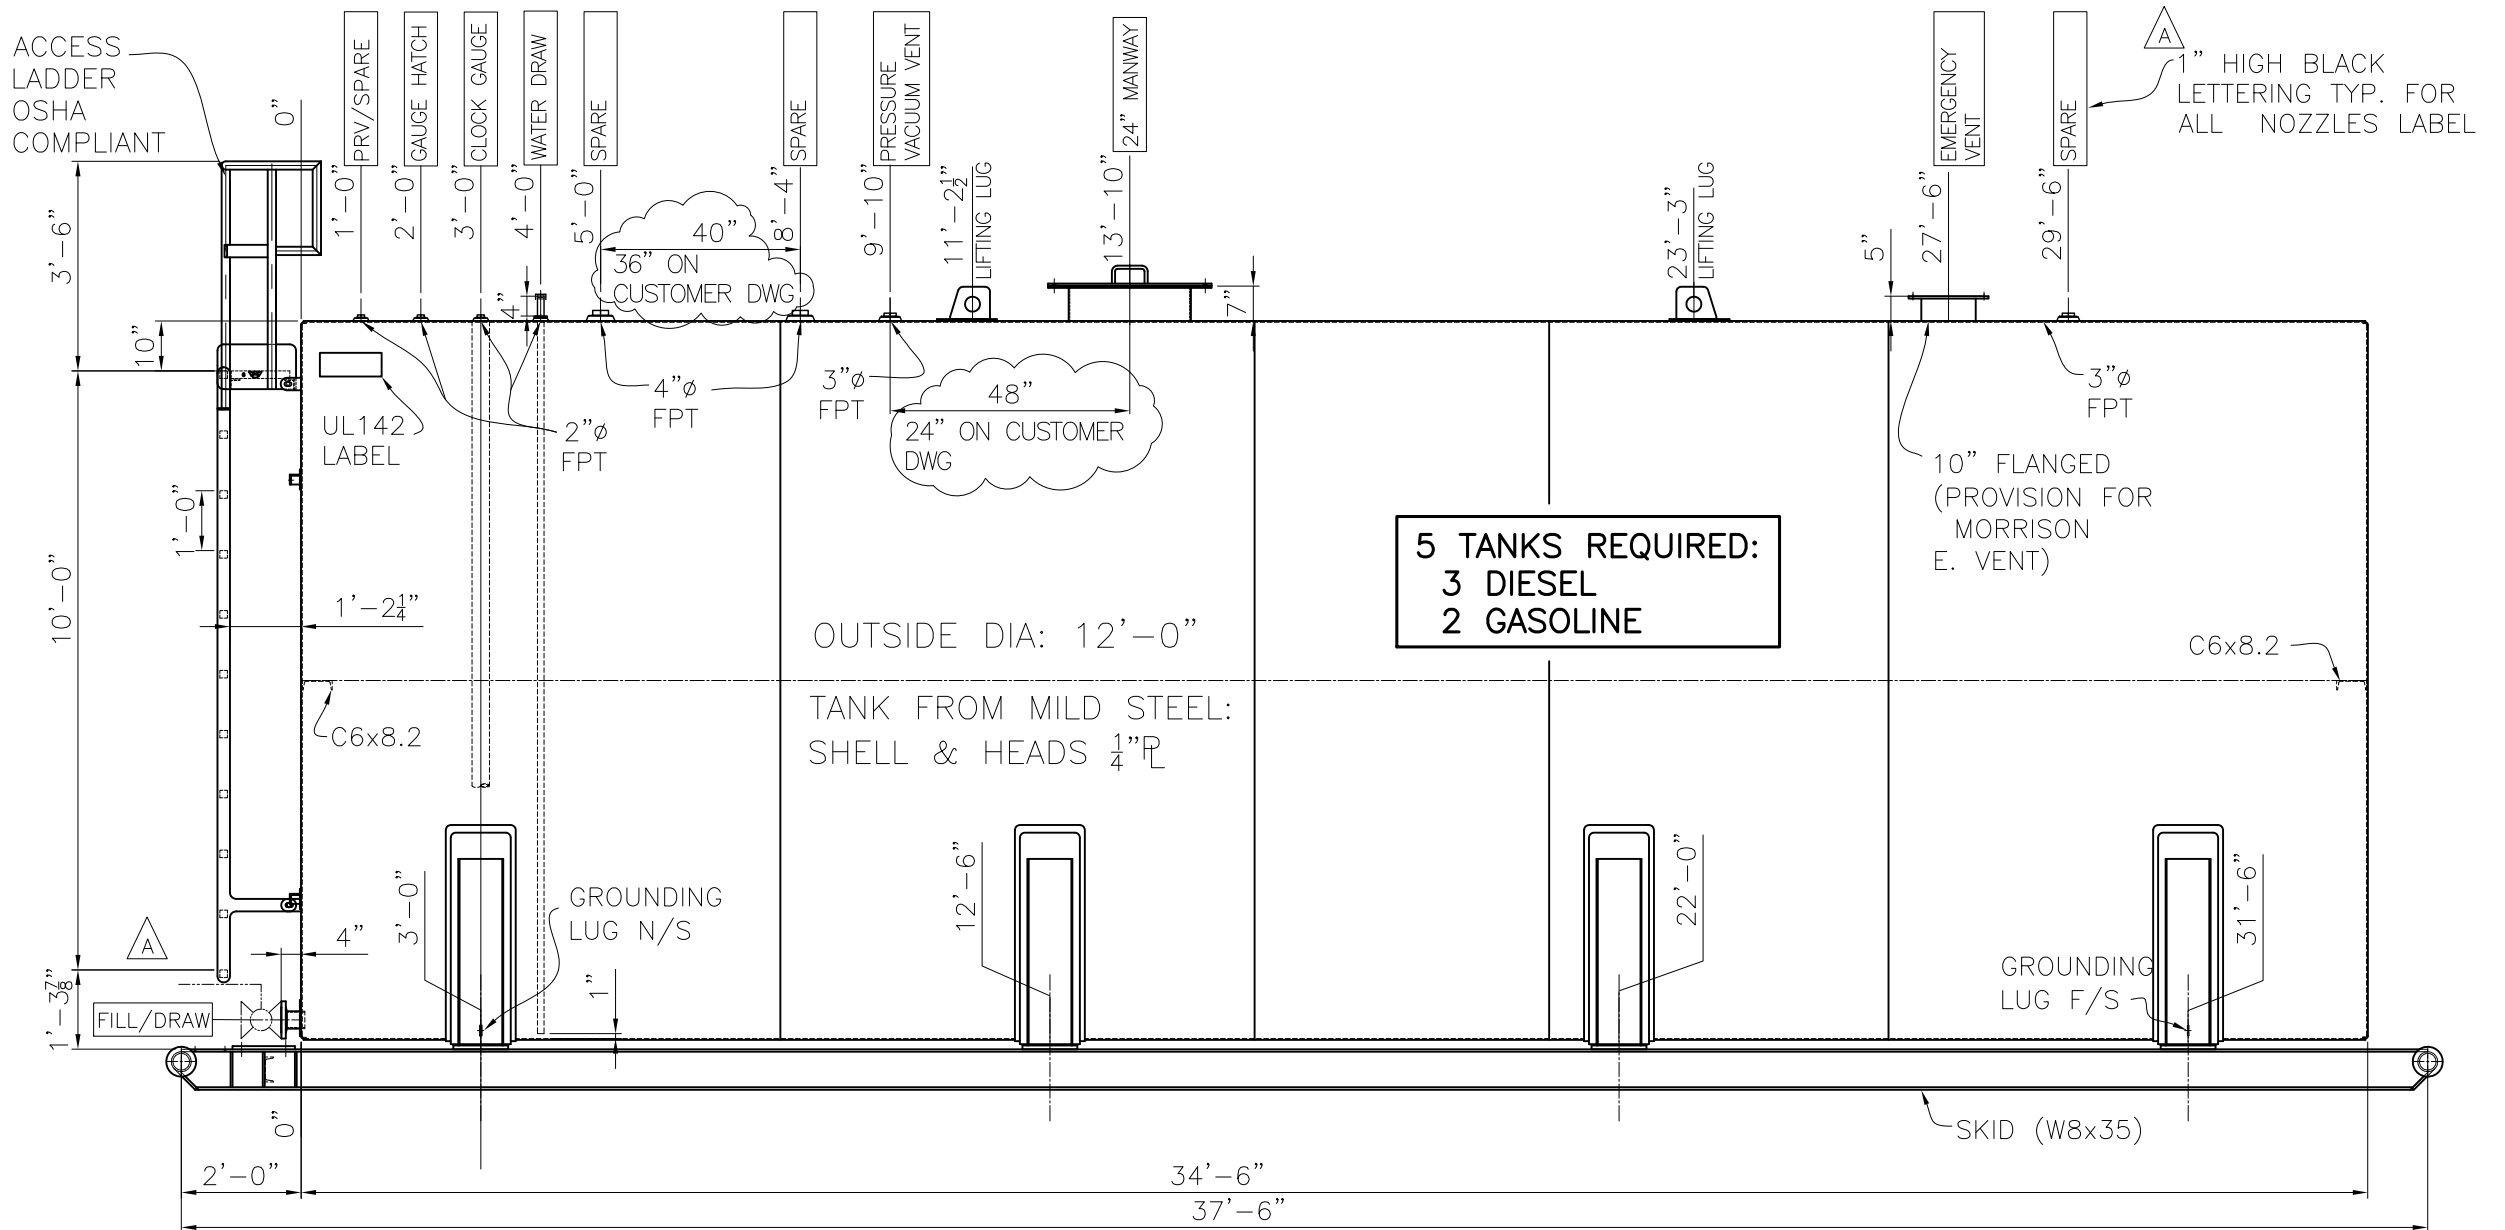 ACCESS
LADDER
OSHA
COMPLIANT
0”
PRV/SPARE
GAUGE HATCH
CLOCK GAUGE
WATER DRAW
SPARE
SPARE
PRESSURE
VACUUM VENT
24” MANWAY
EMERGENCY
VENT
SPARE
A
1” HIGH BLACK
LETTERING TYP. FOR
ALL NOZZLES LABEL
1’-0”
2’-0”
3’-0”
4’-0”
5’-0”
8’-4”
9’-10”
11’-2½”
LIFTING LUG
13’-10”
23’-3”
LIFTING LUG
27’-6”
29’-6”
3’-6”
10”
40”
36” ON
CUSTOMER DWG
4”
7”
5”
UL142
LABEL
2”ø
FPT
4”ø
FPT
3”ø
FPT
48”
24” ON CUSTOMER
DWG
3”ø
FPT
10” FLANGED
(PROVISION FOR
MORRISON
E. VENT)
1’-0”
10’-0”
1’-2¼”
5 TANKS REQUIRED:
3 DIESEL
2 GASOLINE
OUTSIDE DIA: 12’-0”
C6x8.2
C6x8.2
TANK FROM MILD STEEL:
SHELL & HEADS ¼”PL
A
4”
3’-0”
GROUNDING
LUG N/S
1”
12’-6”
22’-0”
31’-6”
GROUNDING
LUG F/S
1’-3⅞”
FILL/DRAW
0”
SKID (W8x35)
2’-0”
34’-6”
37’-6”